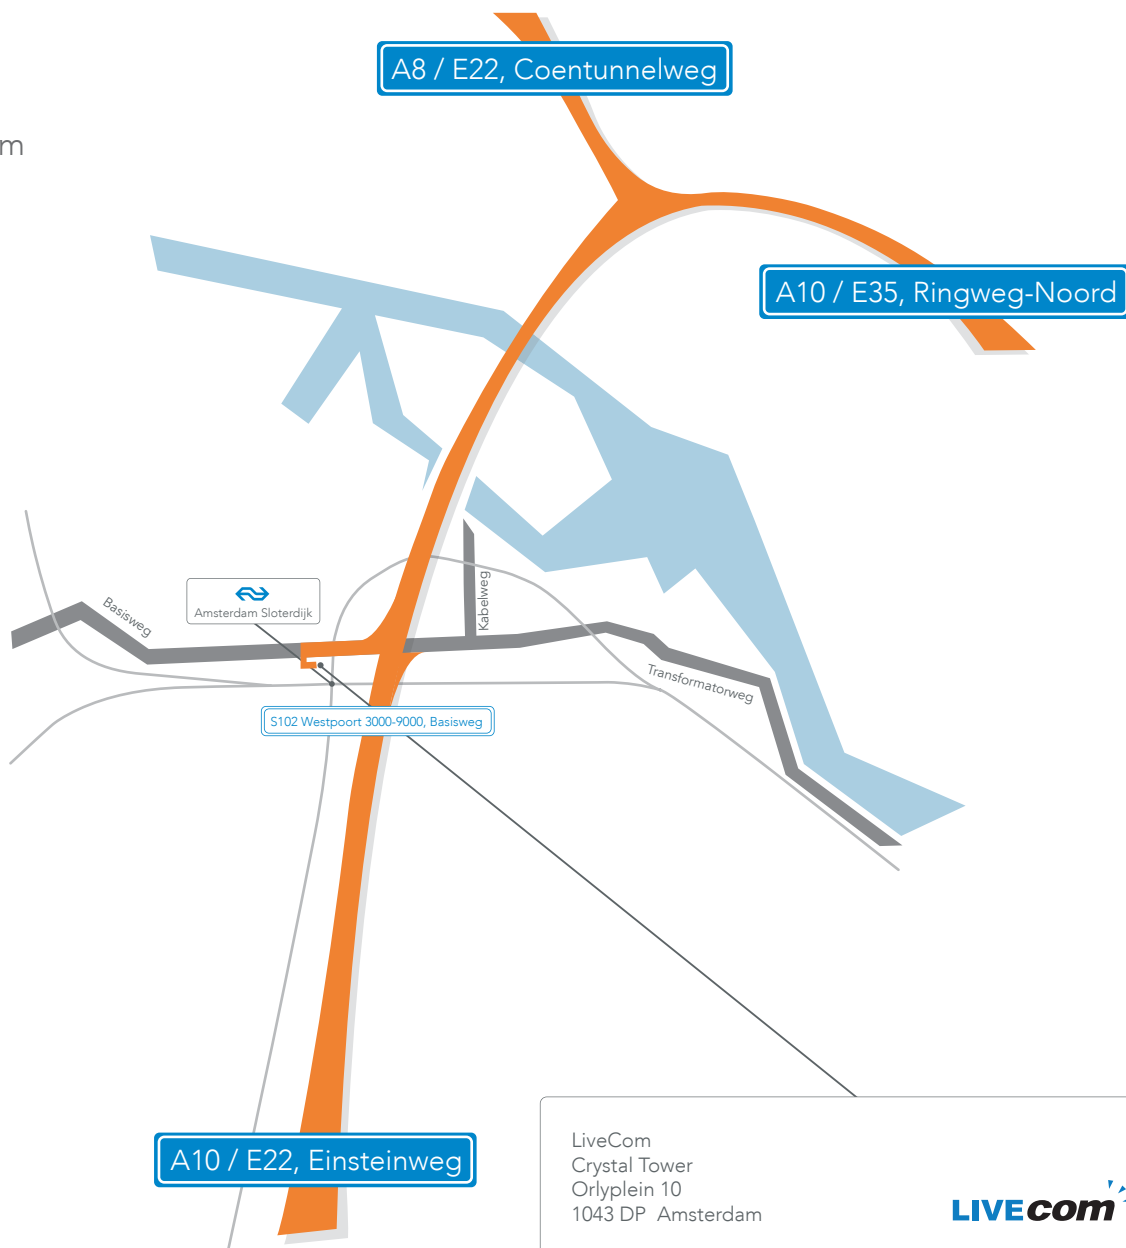 A8 / E22, Coentunnelweg
m
A10 / E35, Ringweg-Noord
Kabelweg
Amsterdam Sloterdijk
Basisweg
Transformatorweg
S102 Westpoort 3000-9000, Basisweg
A10 / E22, Einsteinweg
LiveCom
Crystal Tower
Orlyplein 10
1043 DP Amsterdam
LIVEcom